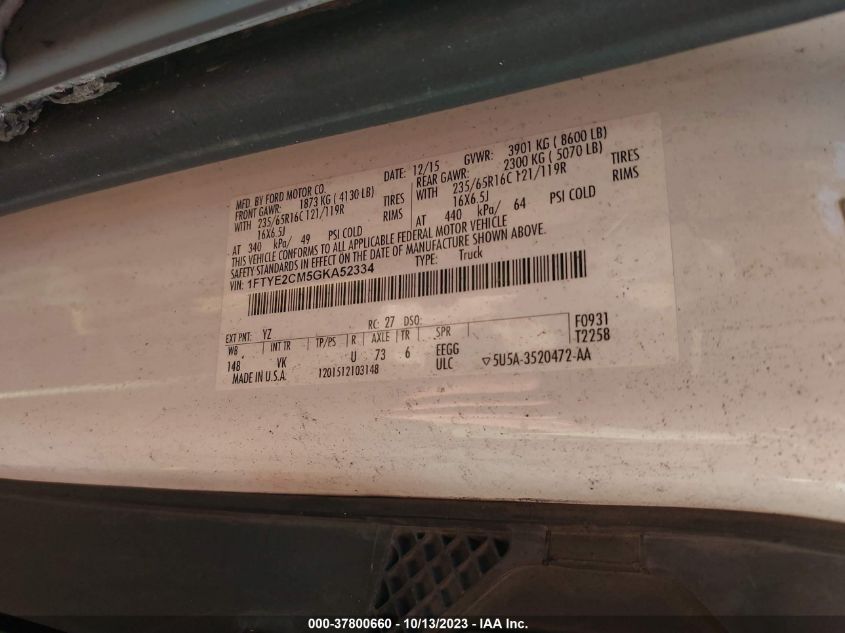 MFD. BY FORD MOTOR CO. DATE: 12/15 GVWR: 3901 KG ( 8600 LB)
FRONT GAWR: 1873 KG ( 4130 LB) REAR GAWR: 2300 KG ( 5070 LB)
WITH 235/65R16C 121/119R TIRES WITH 235/65R16C 121/119R TIRES
16X6.5J RIMS 16X6.5J RIMS
AT 340 kPa/ 49 PSI COLD AT 440 kPa/ 64 PSI COLD
THIS VEHICLE CONFORMS TO ALL APPLICABLE FEDERAL MOTOR VEHICLE
SAFETY STANDARDS IN EFFECT ON THE DATE OF MANUFACTURE SHOWN ABOVE.
VIN: 1FTYE2CM5GKA52334 TYPE: Truck
EXT PNT: YZ RC: 27 DSO: F0931
WB INT TR TP/PS R AXLE TR SPR T2258
148 VK U 73 6 EEGG
ULC ▽5U5A-3520472-AA
MADE IN U.S.A. 1201512103148
000-37800660 - 10/13/2023 - IAA Inc.